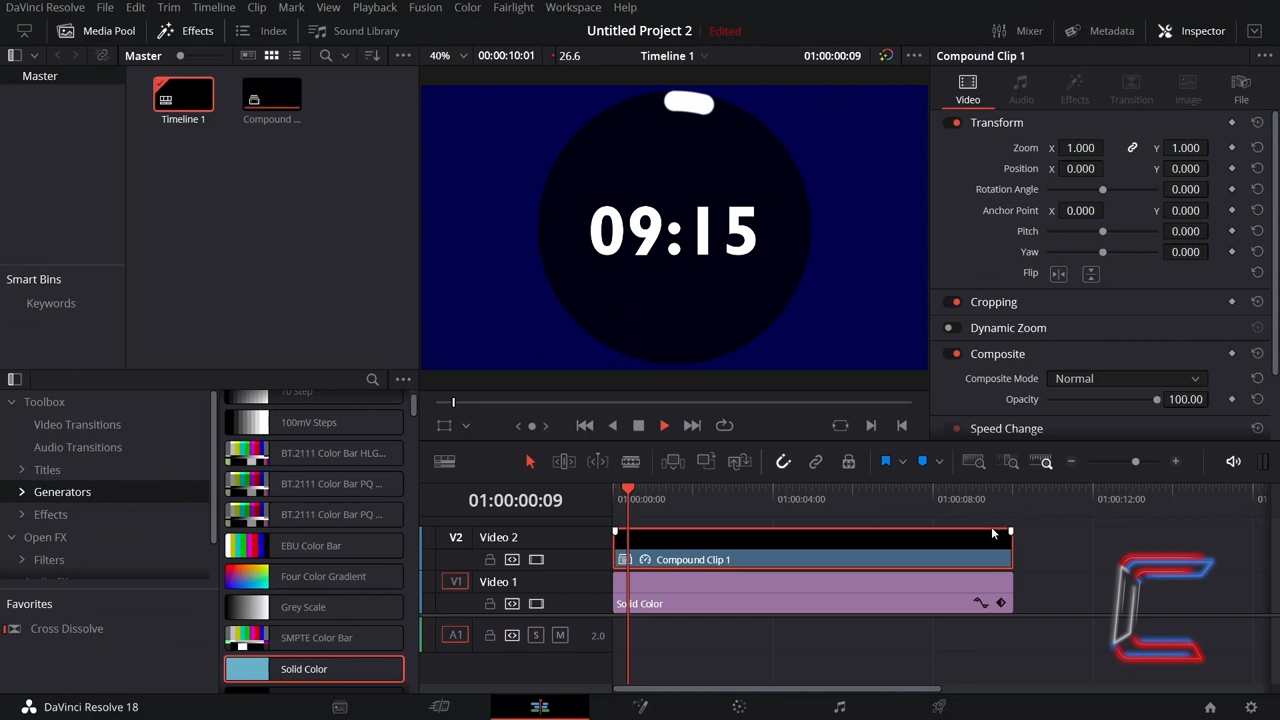 DaVinci Resolve File Edit Trim Timeline Clip Mark View Playback Fusion Color Fairlight Workspace Help
Media Pool Effects Index Sound Library Untitled Project 2 Edited Mixer Metadata Inspector
Master 40% 00:00:10:01 26.6 Timeline 1 01:00:00:09 Compound Clip 1
Master
Timeline 1
Compound ...
Smart Bins
Keywords
09:15
Video Audio Effects Transition Image File
Transform
Zoom X 1.000 Y 1.000
Position X 0.000 Y 0.000
Rotation Angle 0.000
Anchor Point X 0.000 Y 0.000
Pitch 0.000
Yaw 0.000
Flip
Cropping
Dynamic Zoom
Composite
Composite Mode Normal
Opacity 100.00
Speed Change
Toolbox
Video Transitions
Audio Transitions
Titles
Generators
Effects
Open FX
Filters
Favorites
Cross Dissolve
10 Step
100mV Steps
BT.2111 Color Bar HLG...
BT.2111 Color Bar PQ ...
BT.2111 Color Bar PQ ...
EBU Color Bar
Four Color Gradient
Grey Scale
SMPTE Color Bar
Solid Color
01:00:00:09
01:00:00:00 01:00:04:00 01:00:08:00 01:00:12:00
V2 Video 2
Compound Clip 1
V1 Video 1
Solid Color
A1 S M 2.0
DaVinci Resolve 18